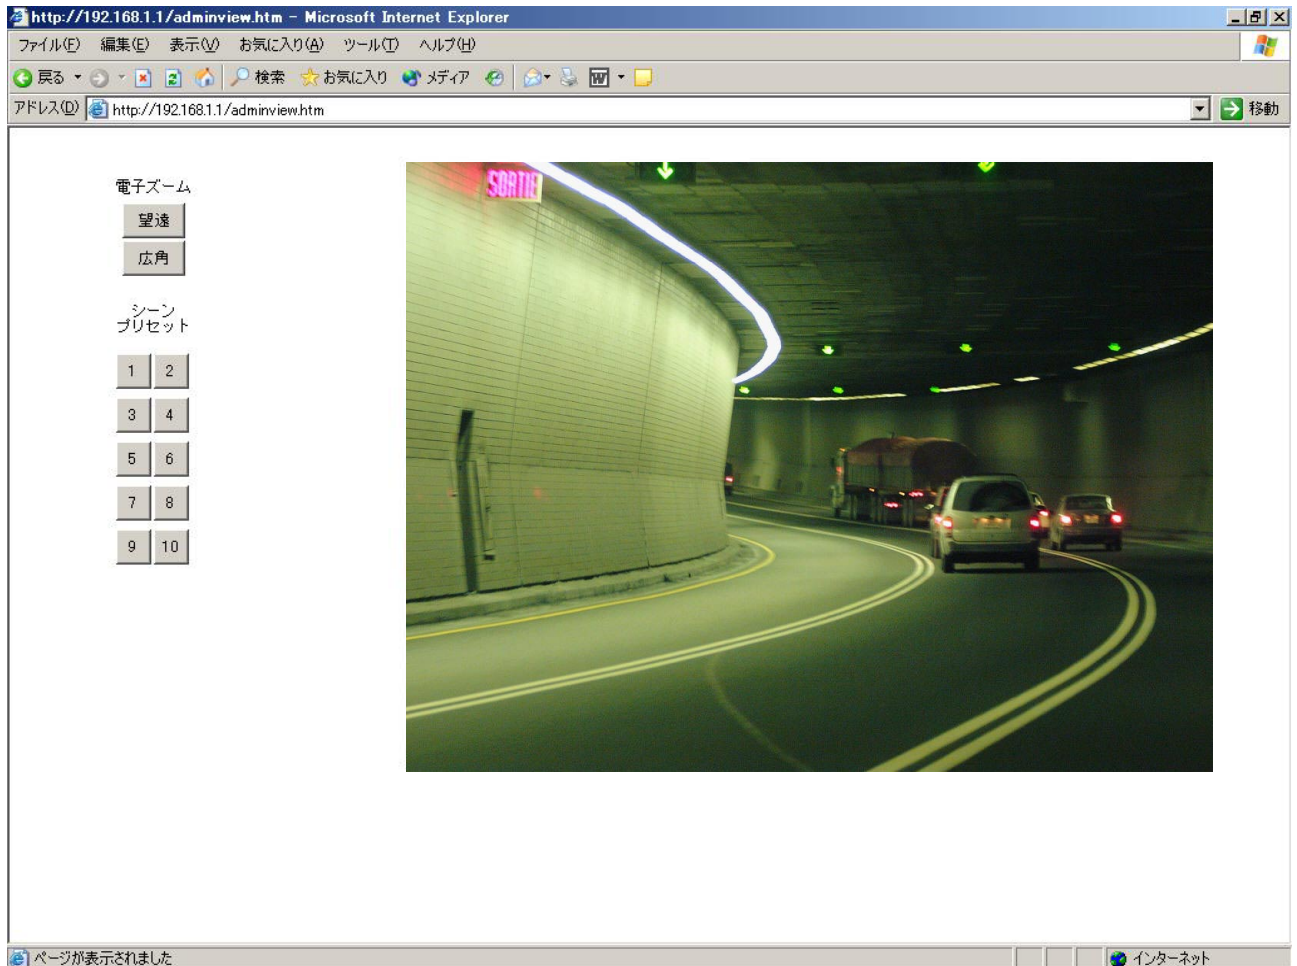 http://192.168.1.1/adminview.htm - Microsoft Internet Explorer
ファイル(F) 編集(E) 表示(V) お気に入り(A) ツール(T) ヘルプ(H)
戻る 検索 お気に入り メディア
アドレス(D) http://192.168.1.1/adminview.htm 移動
電子ズーム
望遠
広角
シーン
プリセット
1 2
3 4
5 6
7 8
9 10
SORTIE
ページが表示されました インターネット